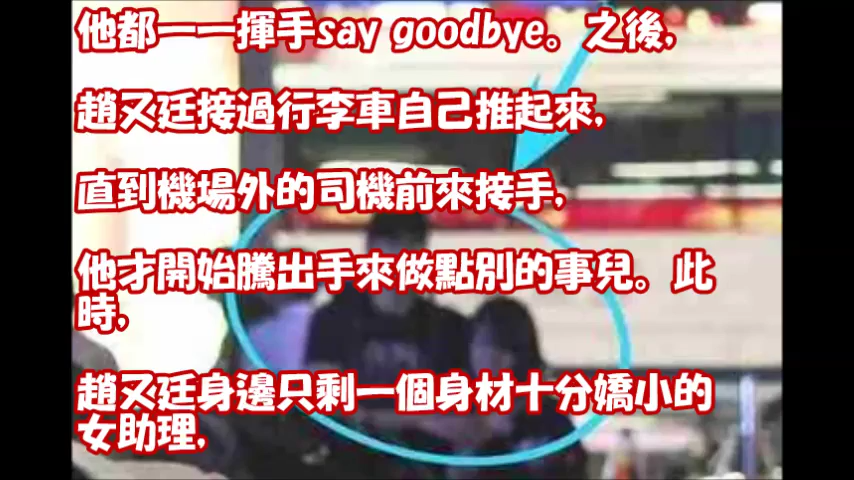 他都一一揮手say goodbye。之後,
趙又廷接過行李車自己推起來,
直到機場外的司機前來接手,
他才開始騰出手來做點別的事兒。此
時,
趙又廷身邊只剩一個身材十分嬌小的
女助理,